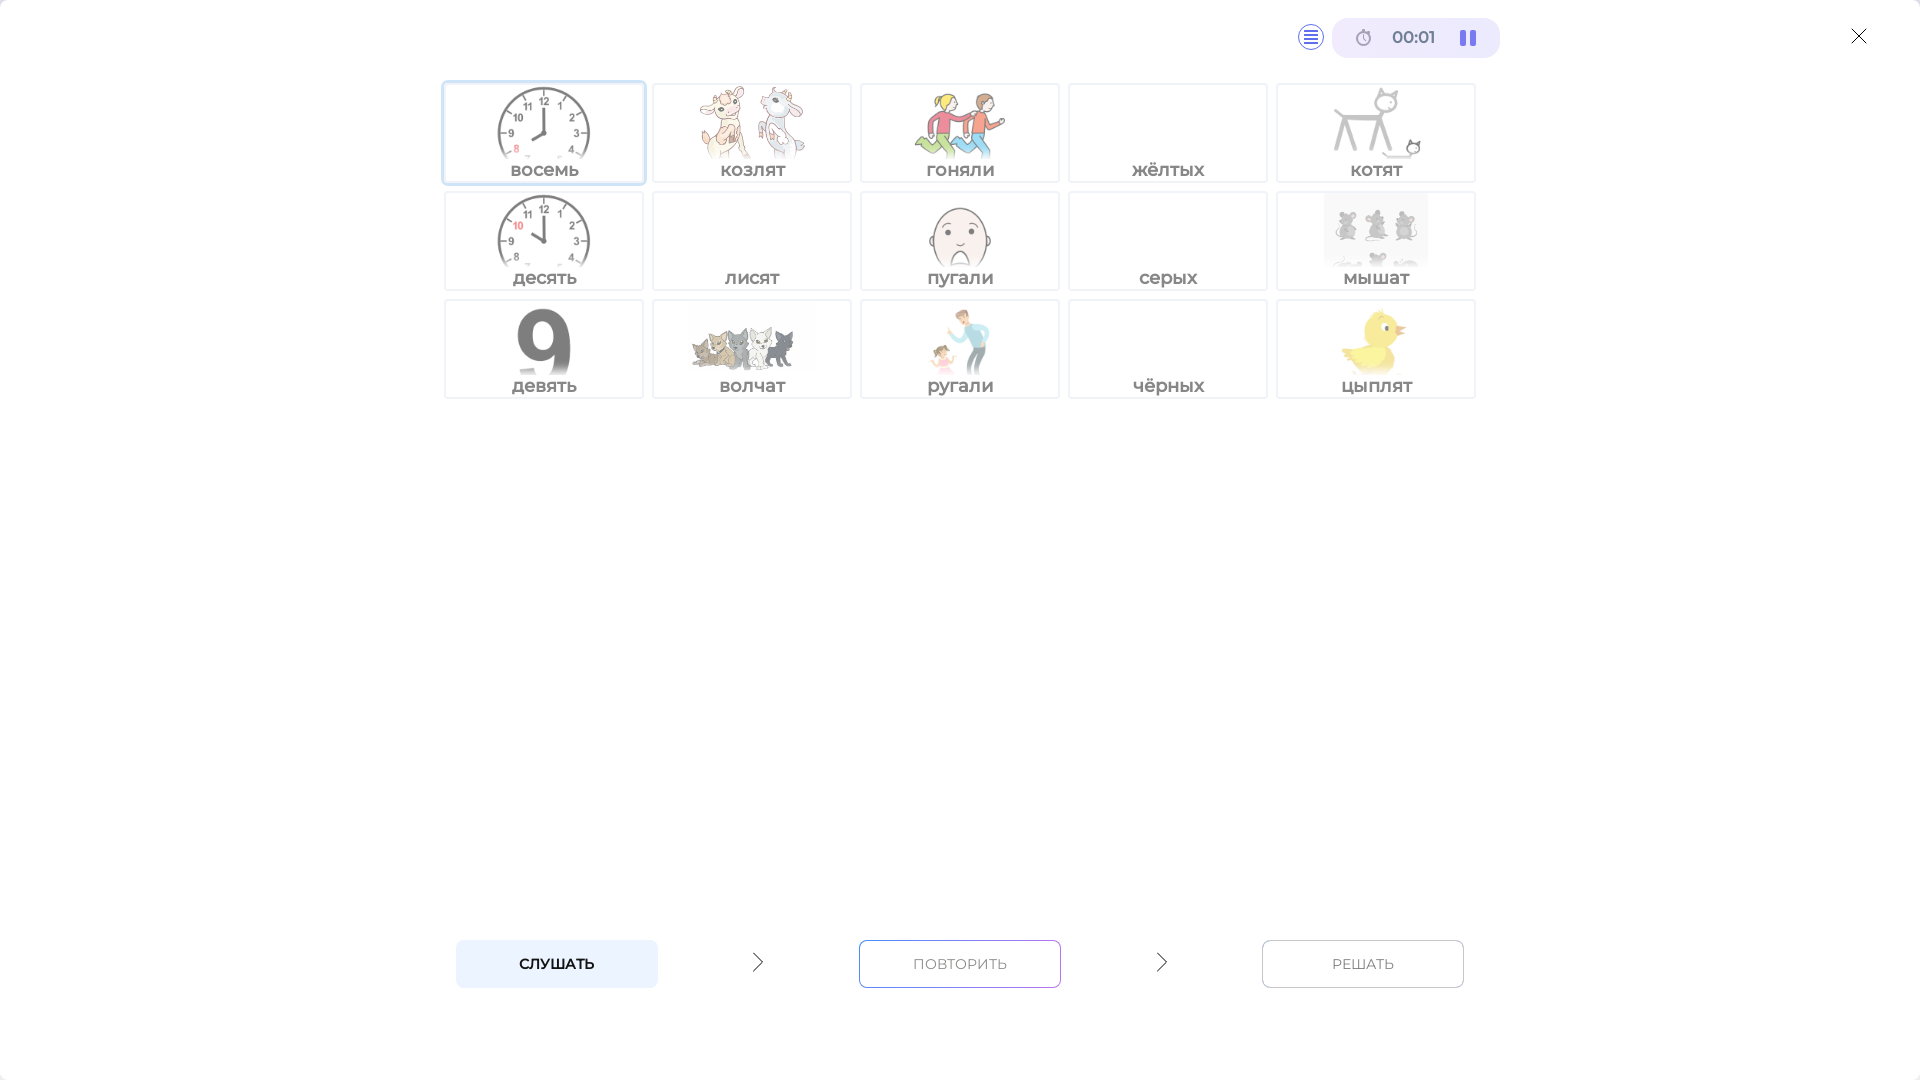 00:01
восемь
козлят
гоняли
жёлтых
котят
десять
лисят
пугали
серых
мышат
9
девять
волчат
ругали
чёрных
цыплят
СЛУШАТЬ
ПОВТОРИТЬ
РЕШАТЬ